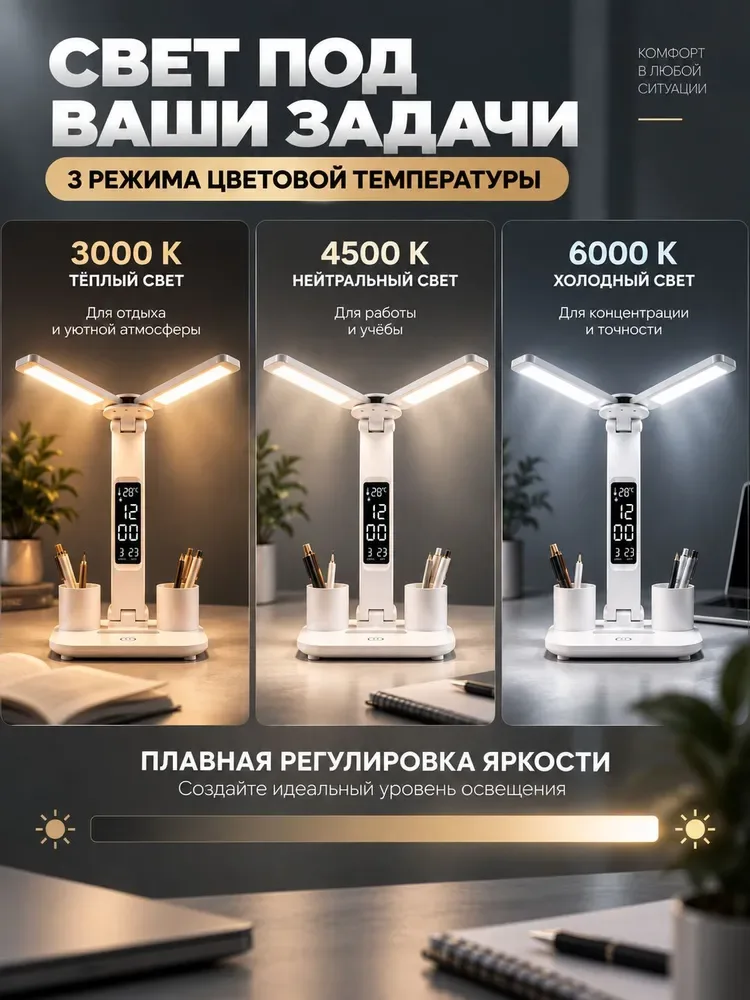 СВЕТ ПОД
ВАШИ ЗАДАЧИ
КОМФОРТ
В ЛЮБОЙ
СИТУАЦИИ
3 РЕЖИМА ЦВЕТОВОЙ ТЕМПЕРАТУРЫ
3000 К
ТЁПЛЫЙ СВЕТ
Для отдыха
и уютной атмосферы
28°C
12
00
3 23
4500 К
НЕЙТРАЛЬНЫЙ СВЕТ
Для работы
и учёбы
28°C
12
00
3 23
6000 К
ХОЛОДНЫЙ СВЕТ
Для концентрации
и точности
28°C
12
00
3 23
ПЛАВНАЯ РЕГУЛИРОВКА ЯРКОСТИ
Создайте идеальный уровень освещения